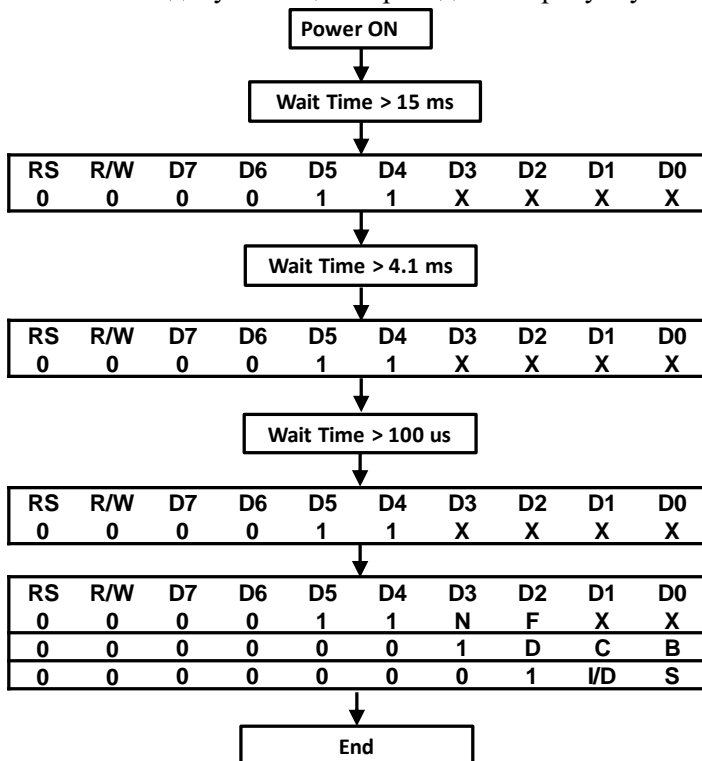 Power ON
Wait Time > 15 ms
RS R/W D7 D6 D5 D4 D3 D2 D1 D0
0 0 0 0 1 1 X X X X
Wait Time > 4.1 ms
RS R/W D7 D6 D5 D4 D3 D2 D1 D0
0 0 0 0 1 1 X X X X
Wait Time > 100 us
RS R/W D7 D6 D5 D4 D3 D2 D1 D0
0 0 0 0 1 1 X X X X
RS R/W D7 D6 D5 D4 D3 D2 D1 D0
0 0 0 0 1 1 N F X X
0 0 0 0 0 0 1 D C B
0 0 0 0 0 0 0 1 I/D S
End